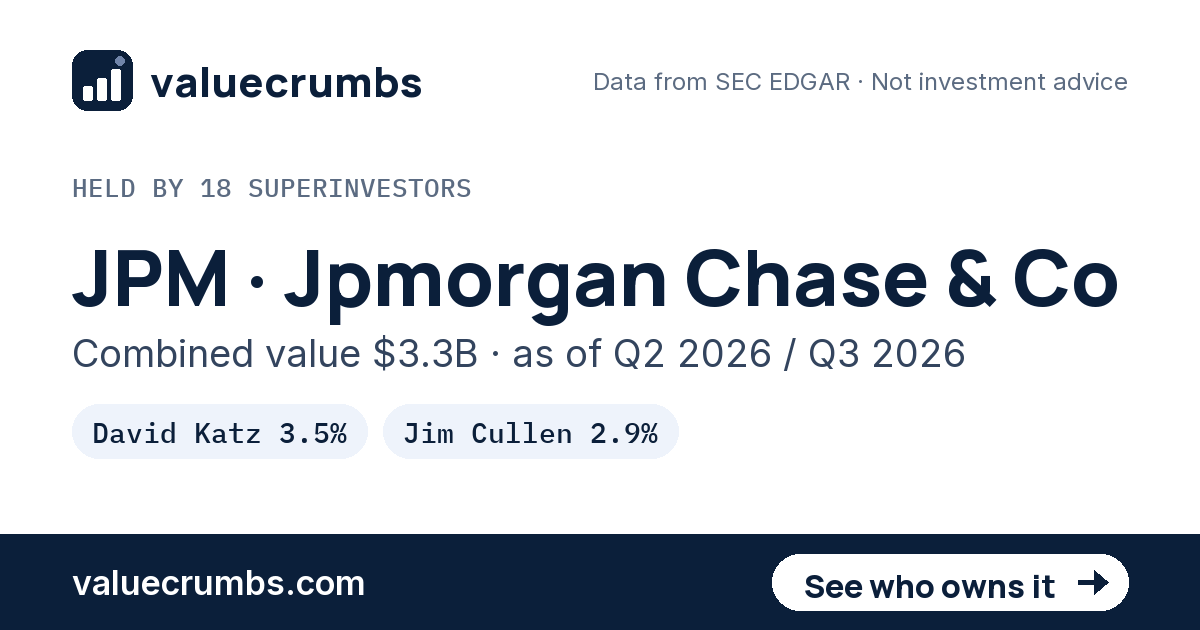 valuecrumbs
Data from SEC EDGAR · Not investment advice
HELD BY 18 SUPERINVESTORS
JPM · Jpmorgan Chase & Co
Combined value $3.3B · as of Q2 2026 / Q3 2026
David Katz 3.5%
Jim Cullen 2.9%
valuecrumbs.com
See who owns it →